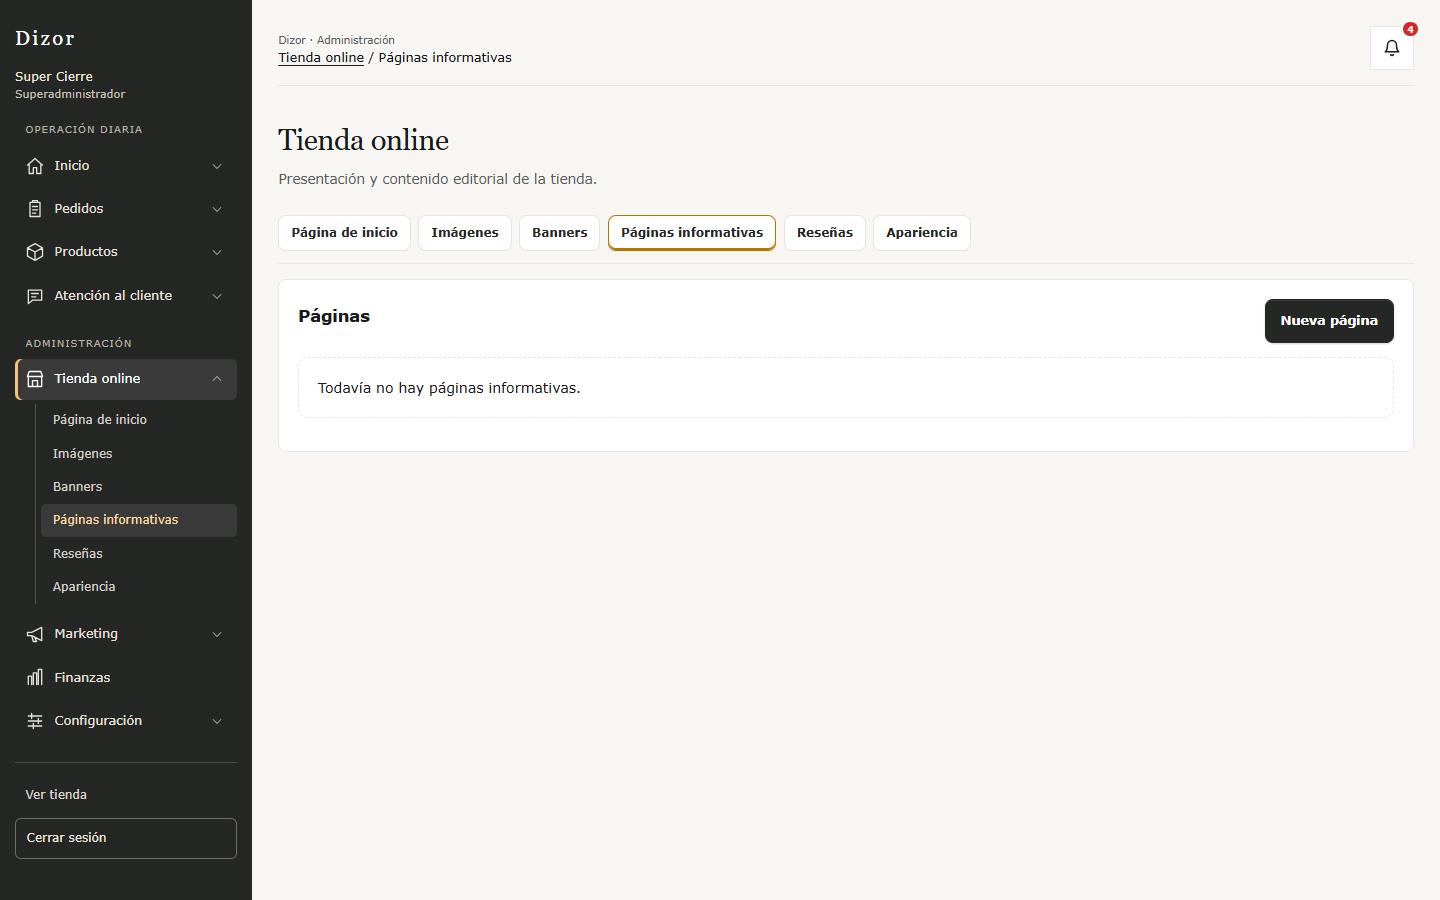 Dizor
Super Cierre
Superadministrador
OPERACIÓN DIARIA
Inicio
Pedidos
Productos
Atención al cliente
ADMINISTRACIÓN
Tienda online
Página de inicio
Imágenes
Banners
Páginas informativas
Reseñas
Apariencia
Marketing
Finanzas
Configuración
Ver tienda
Cerrar sesión
Dizor · Administración
Tienda online / Páginas informativas
4
Tienda online
Presentación y contenido editorial de la tienda.
Página de inicio Imágenes Banners Páginas informativas Reseñas Apariencia
Páginas
Nueva página
Todavía no hay páginas informativas.